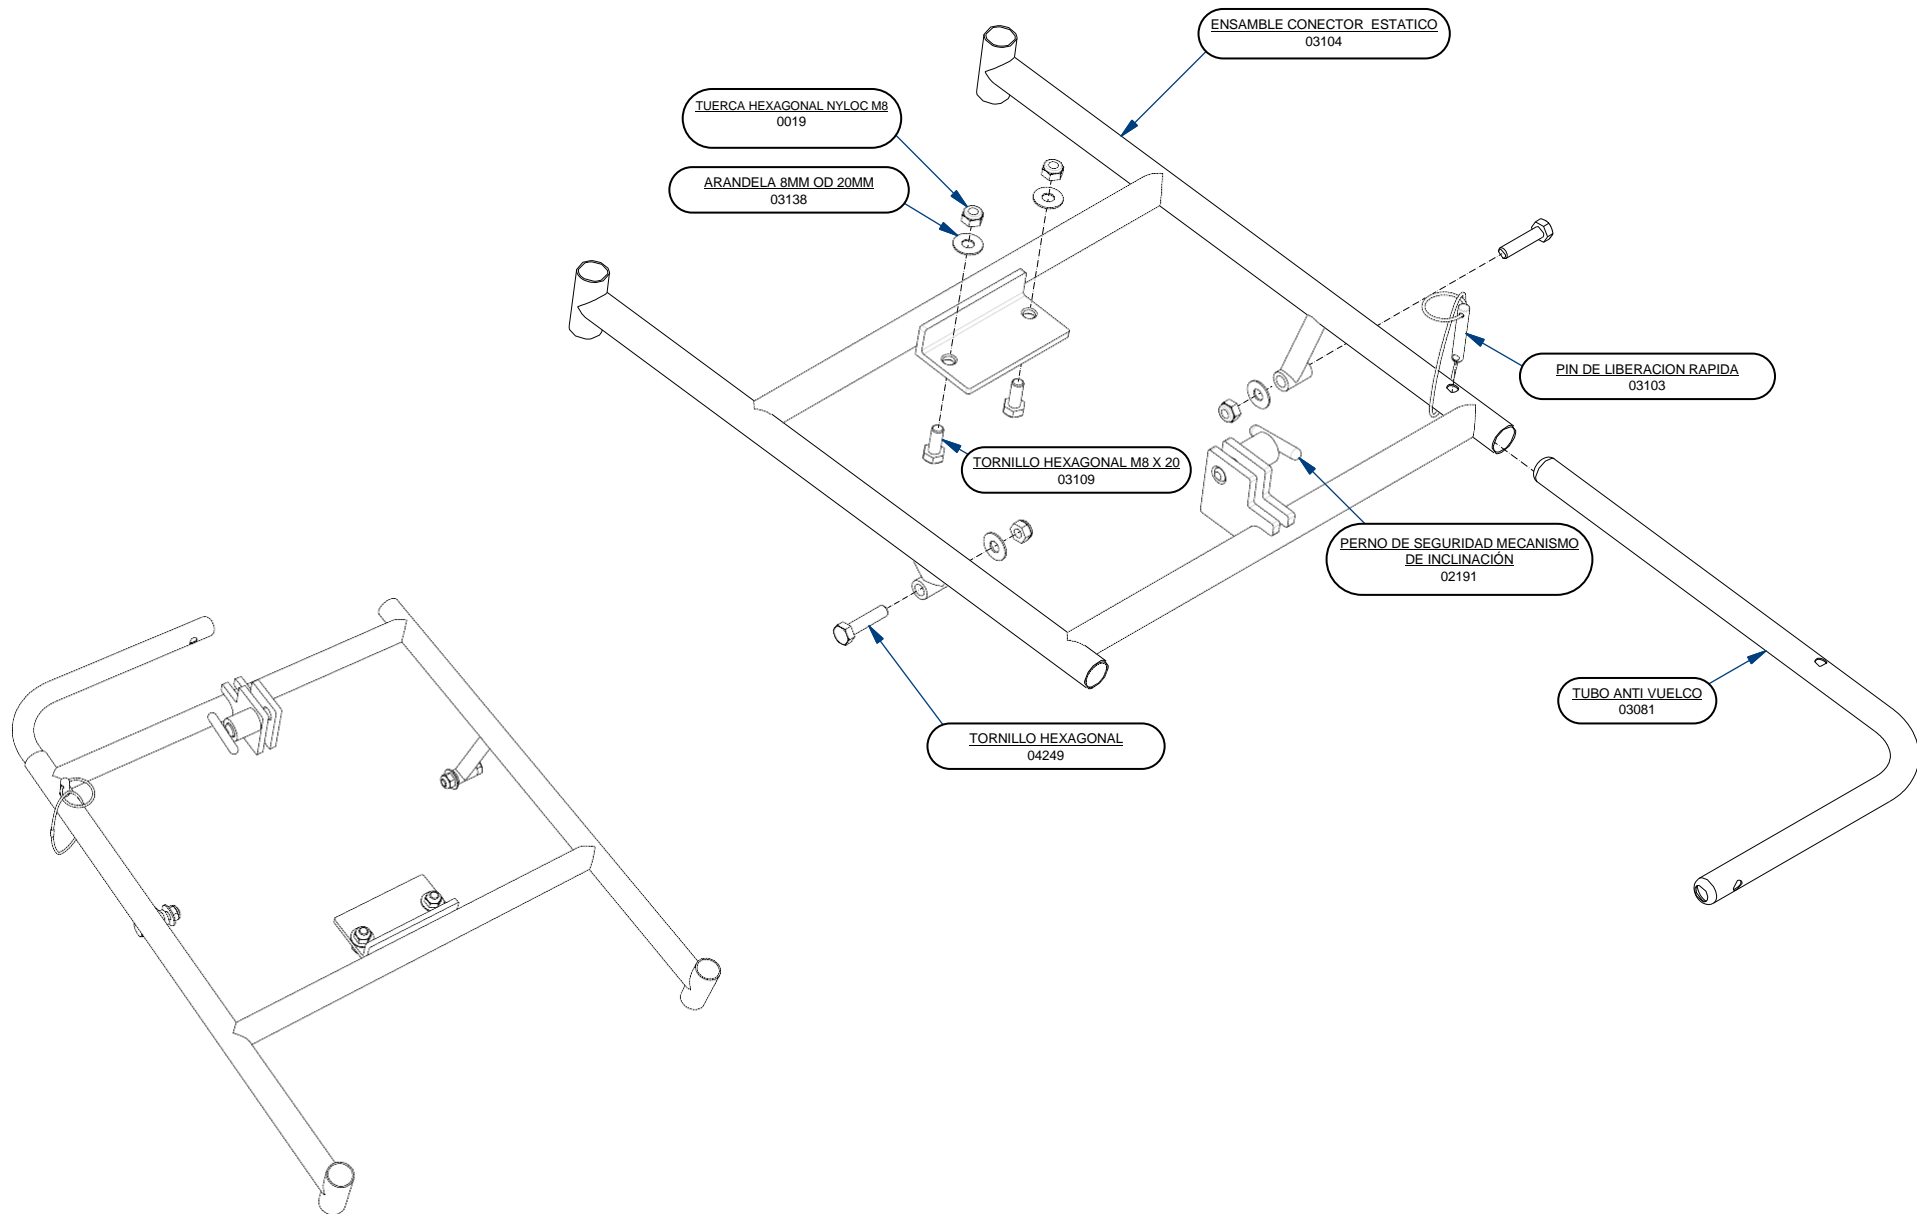 ENSAMBLE CONECTOR ESTATICO
03104
TUERCA HEXAGONAL NYLOC M8
0019
ARANDELA 8MM OD 20MM
03138
PIN DE LIBERACION RAPIDA
03103
TORNILLO HEXAGONAL M8 X 20
03109
PERNO DE SEGURIDAD MECANISMO
DE INCLINACIÓN
02191
TUBO ANTI VUELCO
03081
TORNILLO HEXAGONAL
04249